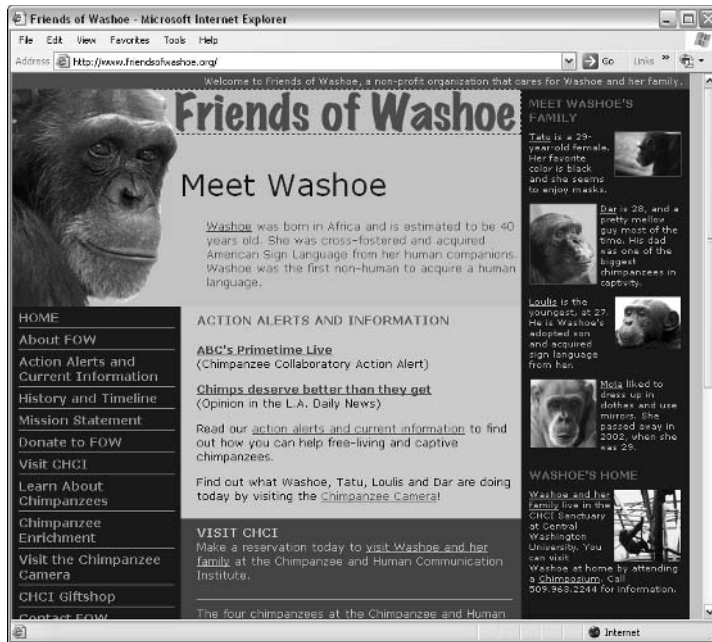 Friends of Washoe - Microsoft Internet Explorer
File Edit View Favorites Tools Help
Address http://www.friendsofwashoe.org/ Go Links »
Welcome to Friends of Washoe, a non-profit organization that cares for Washoe and her family.
Friends of Washoe
Meet Washoe
Washoe was born in Africa and is estimated to be 40
years old. She was cross-fostered and acquired
American Sign Language from her human companions.
Washoe was the first non-human to acquire a human
language.
HOME
About FOW
Action Alerts and
Current Information
History and Timeline
Mission Statement
Donate to FOW
Visit CHCI
Learn About
Chimpanzees
Chimpanzee
Enrichment
Visit the Chimpanzee
Camera
CHCI Giftshop
Contact FOW
ACTION ALERTS AND INFORMATION
ABC's Primetime Live
(Chimpanzee Collaboratory Action Alert)
Chimps deserve better than they get
(Opinion in the L.A. Daily News)
Read our action alerts and current information to find
out how you can help free-living and captive
chimpanzees.
Find out what Washoe, Tatu, Loulis and Dar are doing
today by visiting the Chimpanzee Camera!
VISIT CHCI
Make a reservation today to visit Washoe and her
family at the Chimpanzee and Human Communication
Institute.
The four chimpanzees at the Chimpanzee and Human
MEET WASHOE'S
FAMILY
Tatu is a 29-
year-old female.
Her favorite
color is black
and she seems
to enjoy masks.
Dar is 28, and a
pretty mellow
guy most of the
time. His dad
was one of the
biggest
chimpanzees in
captivity.
Loulis is the
youngest, at 27.
He is Washoe's
adopted son
and acquired
sign language
from her.
Moja liked to
dress up in
clothes and use
mirrors. She
passed away in
2002, when she
was 29.
WASHOE'S HOME
Washoe and her
family live in the
CHCI Sanctuary
at Central
Washington
University. You
can visit
Washoe at home by attending
a Chimposium. Call
509.963.2244 for information.
Internet